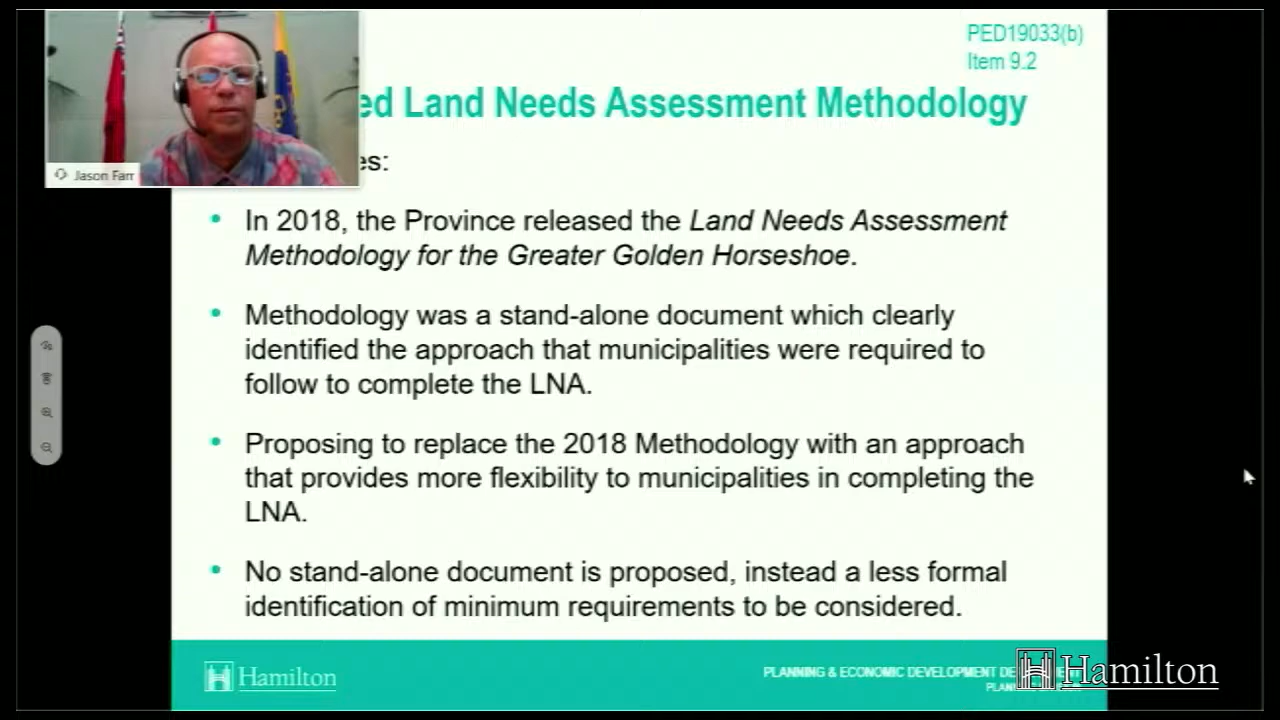 PED19033(b)
Item 9.2
ed Land Needs Assessment Methodology
Jason Farr
es:
• In 2018, the Province released the Land Needs Assessment
Methodology for the Greater Golden Horseshoe.
• Methodology was a stand-alone document which clearly
identified the approach that municipalities were required to
follow to complete the LNA.
• Proposing to replace the 2018 Methodology with an approach
that provides more flexibility to municipalities in completing the
LNA.
• No stand-alone document is proposed, instead a less formal
identification of minimum requirements to be considered.
Hamilton
PLANNING & ECONOMIC DEVELOPMENT
Hamilton